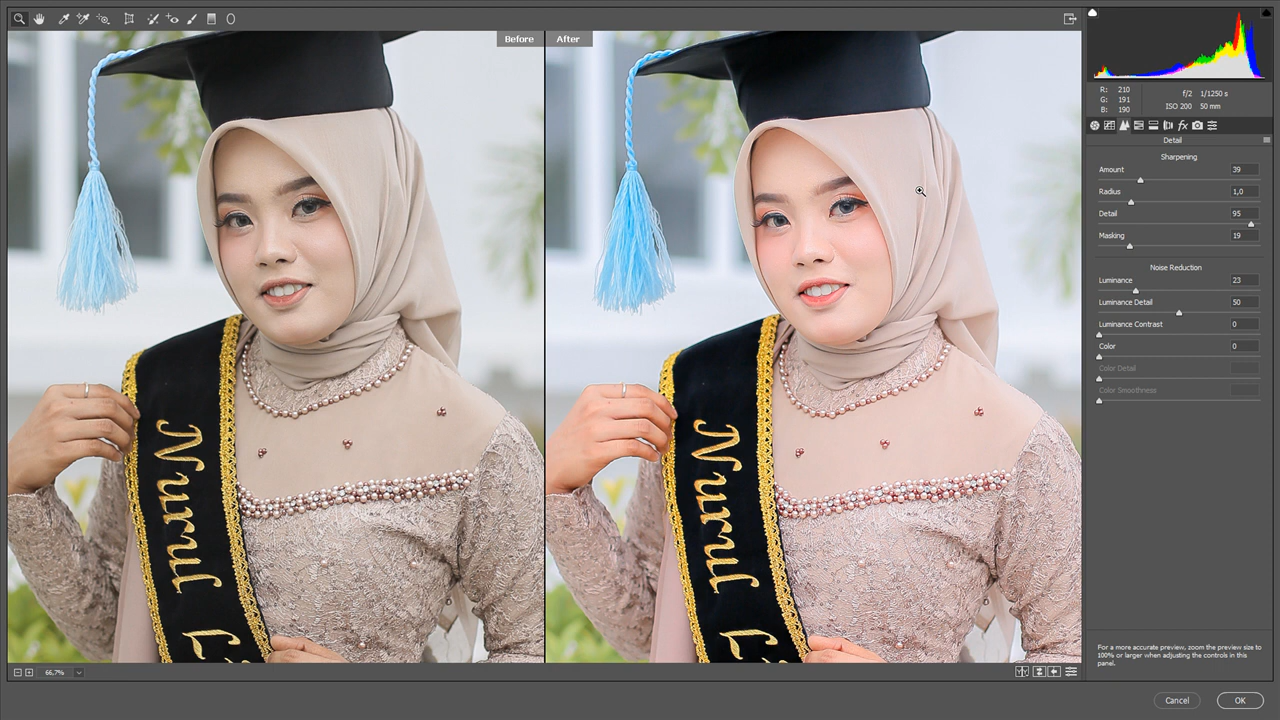 Before
After
R: 210
G: 191
B: 190
f/2 1/1250 s
ISO 200 50 mm
fx
Detail
Sharpening
Amount 39
Radius 1,0
Detail 95
Masking 19
Noise Reduction
Luminance 23
Luminance Detail 50
Luminance Contrast 0
Color 0
Color Detail
Color Smoothness
Nurul
Nurul
For a more accurate preview, zoom the preview size to
100% or larger when adjusting the controls in this
panel.
66,7%
Y Y
Cancel
OK